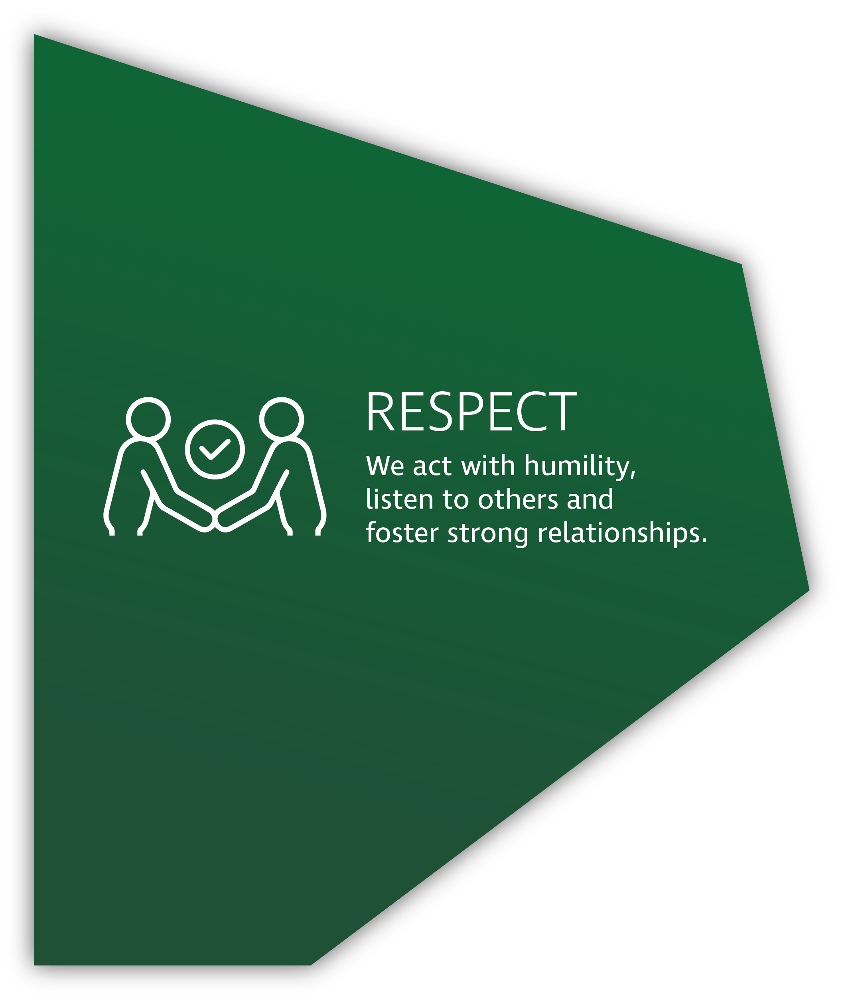 RESPECT
We act with humility,
listen to others and
foster strong relationships.